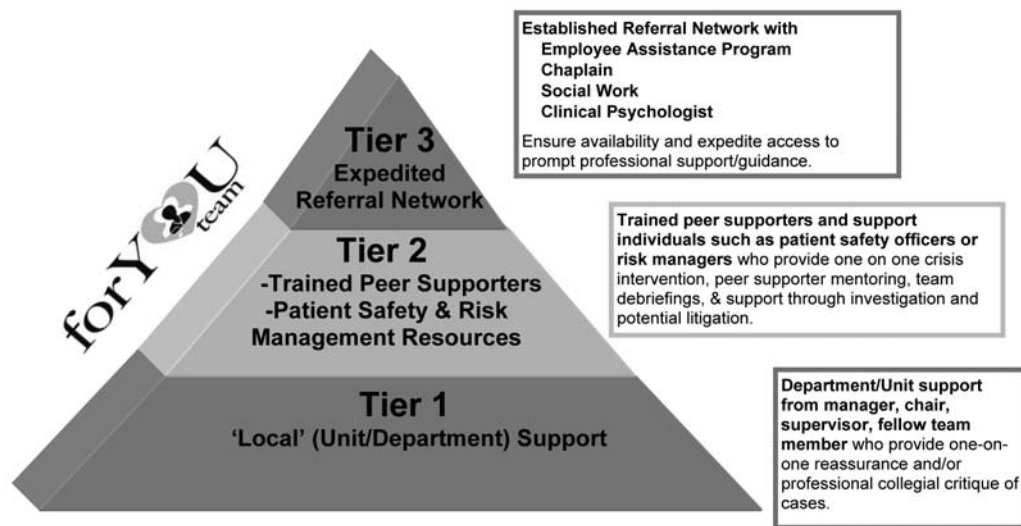 Established Referral Network with
Employee Assistance Program
Chaplain
Social Work
Clinical Psychologist
Ensure availability and expedite access to
prompt professional support/guidance.
Tier 3
Expedited
Referral Network
forYOU
team
Trained peer supporters and support
individuals such as patient safety officers or
risk managers who provide one on one crisis
intervention, peer supporter mentoring, team
debriefings, & support through investigation and
potential litigation.
Tier 2
-Trained Peer Supporters
-Patient Safety & Risk
Management Resources
Department/Unit support
from manager, chair,
supervisor, fellow team
member who provide one-on-
one reassurance and/or
professional collegial critique of
cases.
Tier 1
‘Local’ (Unit/Department) Support